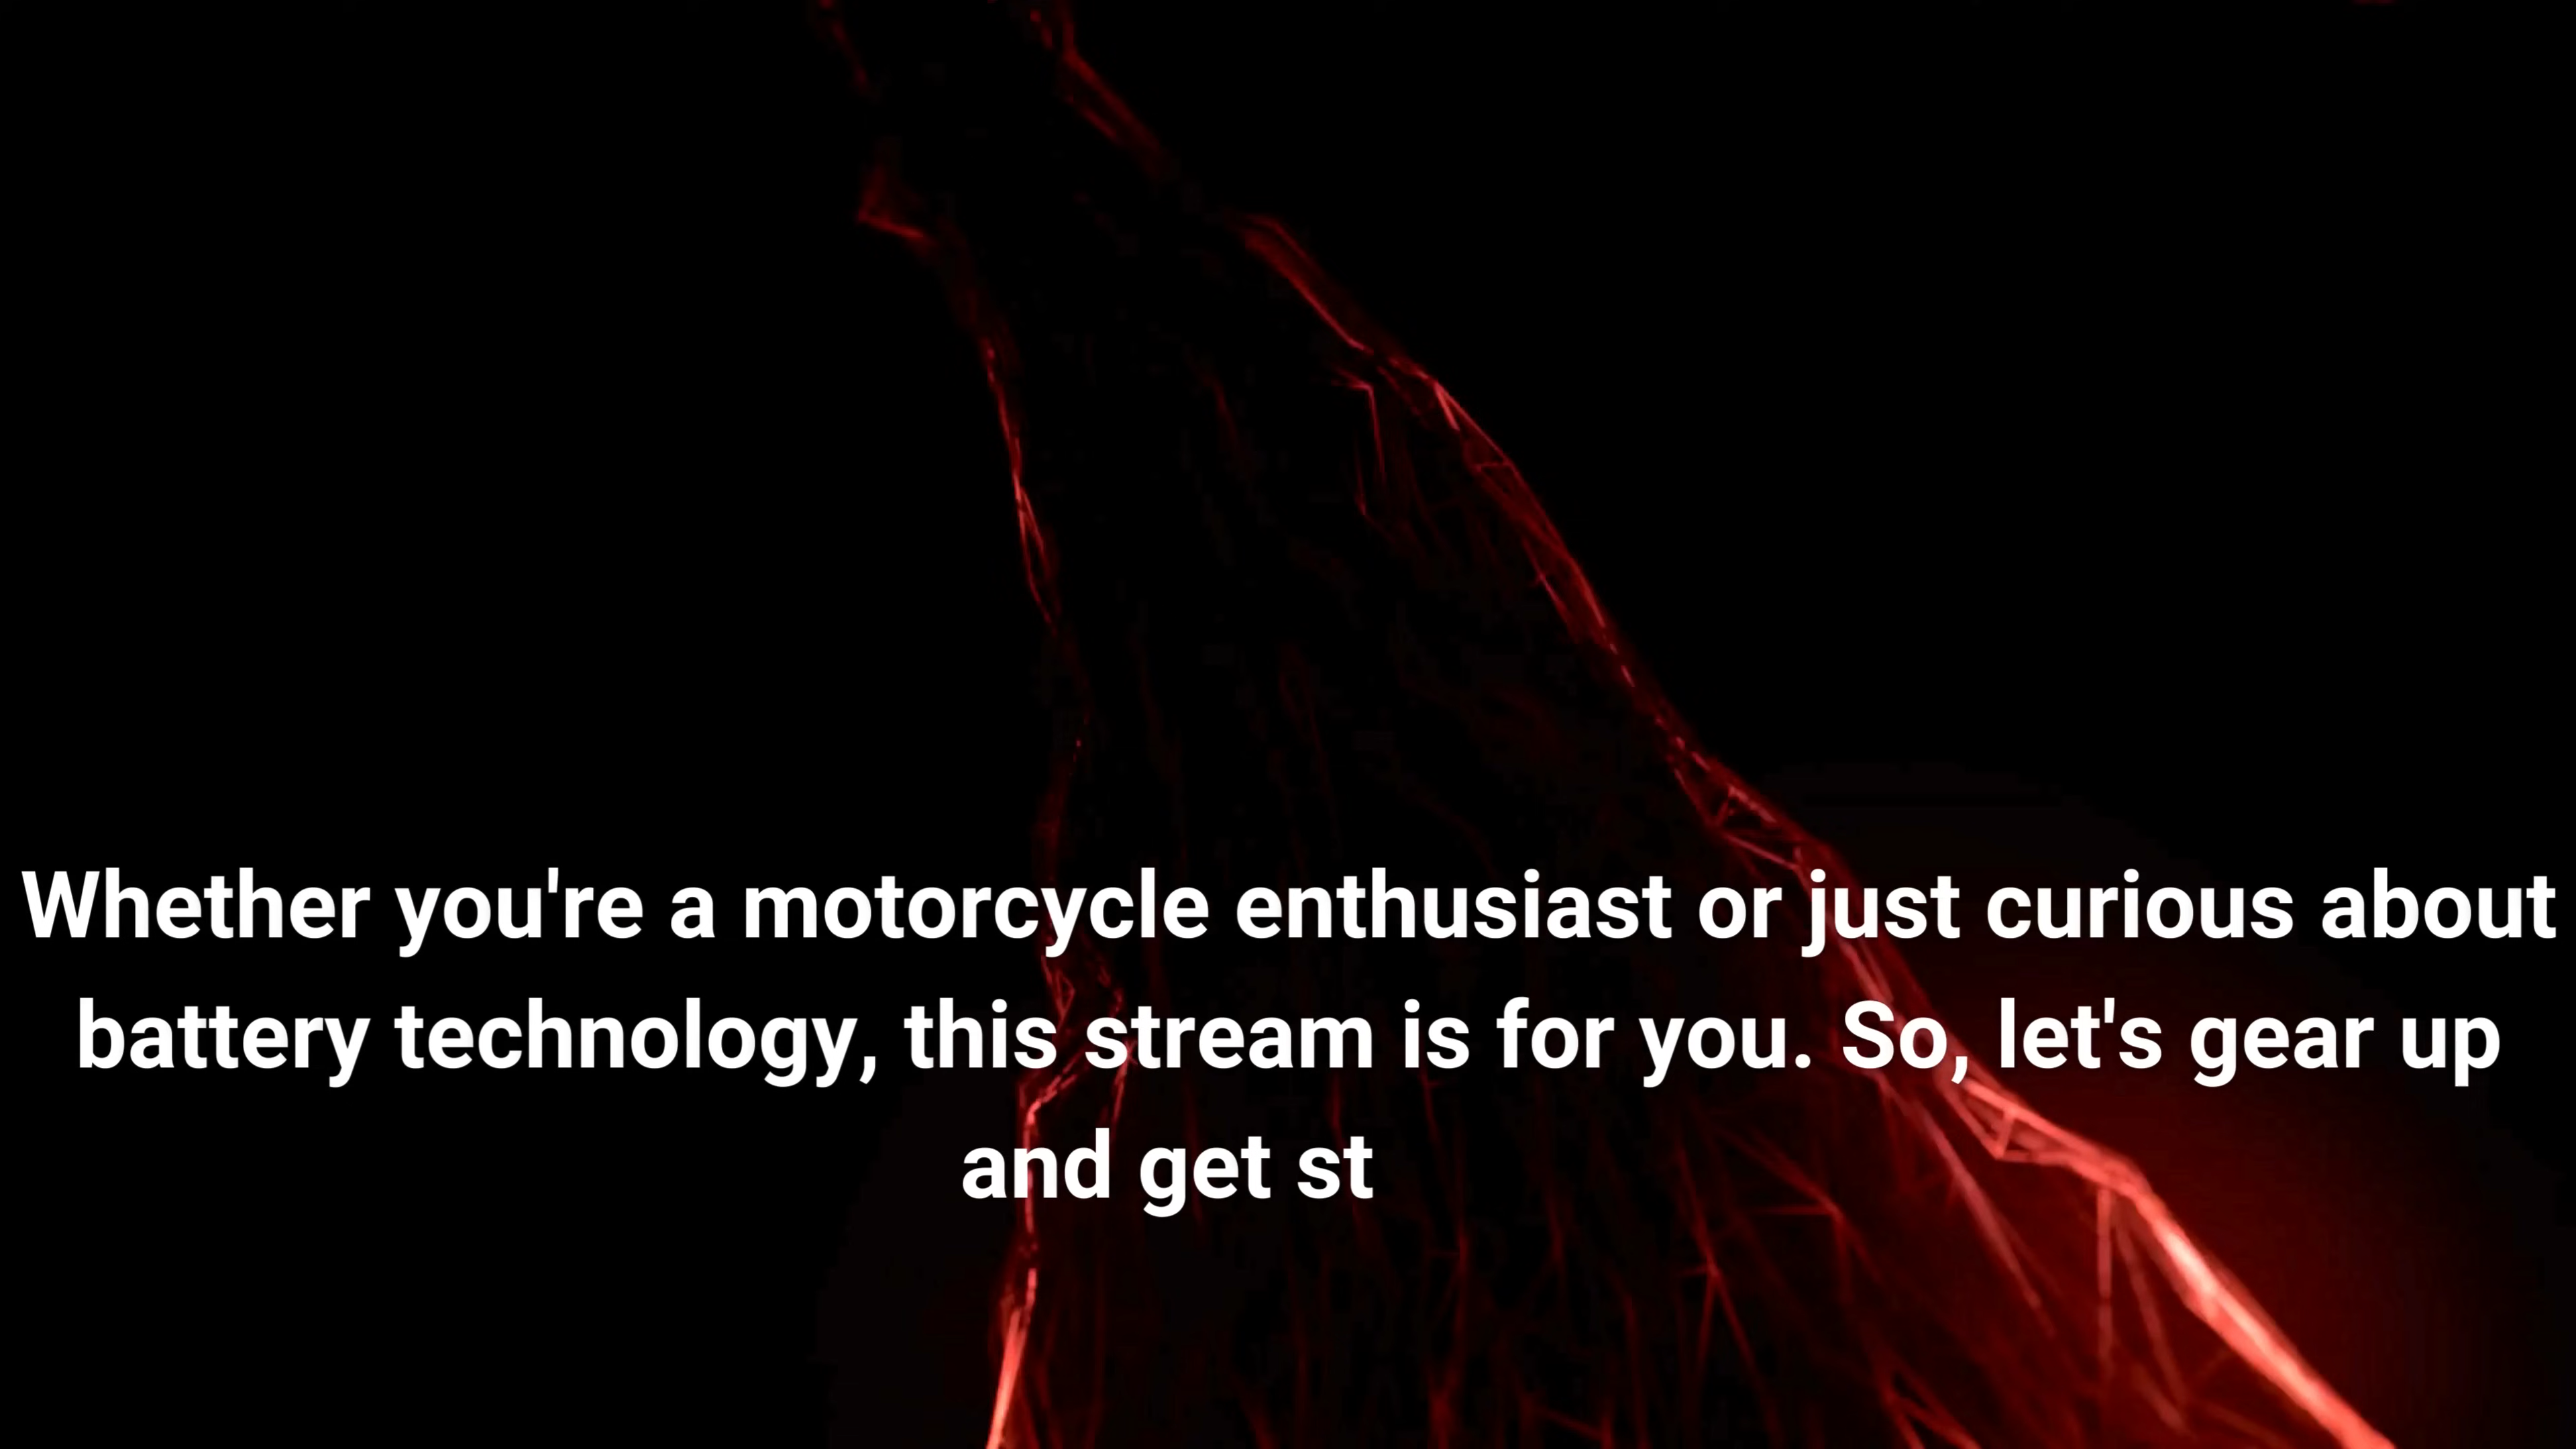 Whether you're a motorcycle enthusiast or just curious about
battery technology, this stream is for you. So, let's gear up
and get st